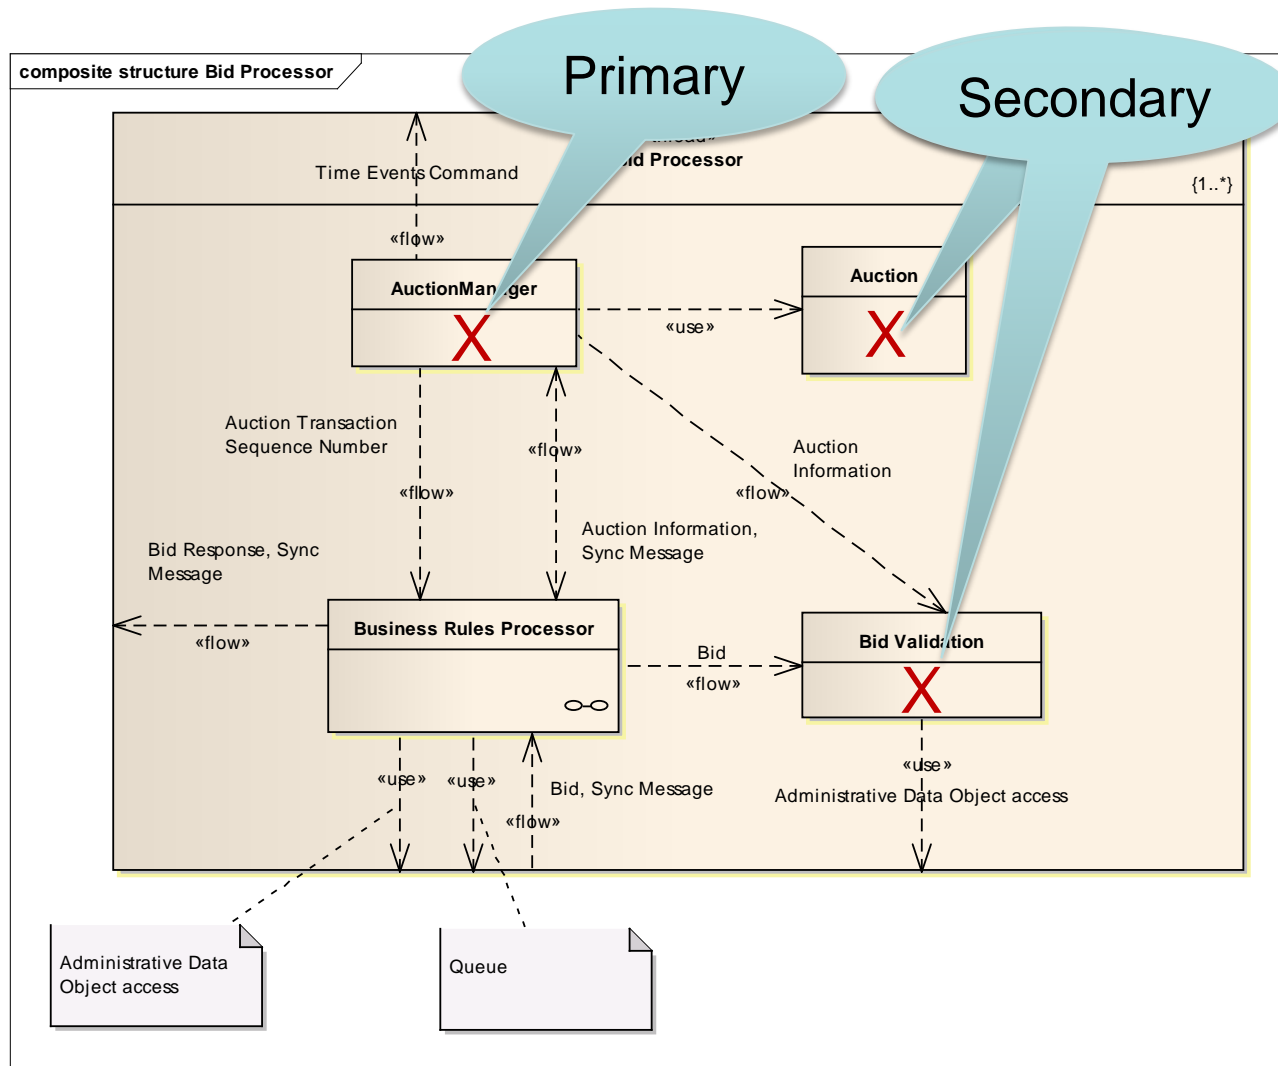 Primary
Secondary
composite structure Bid Processor
Bid Processor
{1..*}
Time Events Command
«flow»
AuctionManager
X
«use»
Auction
X
Auction Transaction
Sequence Number
«flow»
«flow»
Auction
Information
«flow»
Auction Information,
Sync Message
Bid Response, Sync
Message
«flow»
Business Rules Processor
Bid
«flow»
Bid Validation
X
«use»
«use»
Bid, Sync Message
«flow»
«use»
Administrative Data Object access
Administrative Data
Object access
Queue